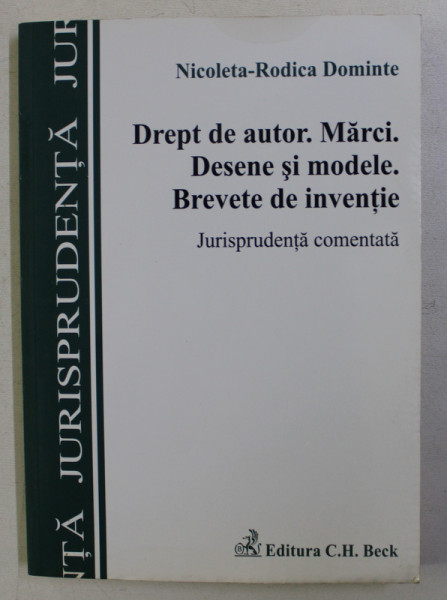 Nicoleta-Rodica Dominte
Drept de autor. Mărci.
Desene şi modele.
Brevete de invenţie
Jurisprudenţă comentată
Editura C.H. Beck
NŢĂ JURISPRUDENŢĂ JUR